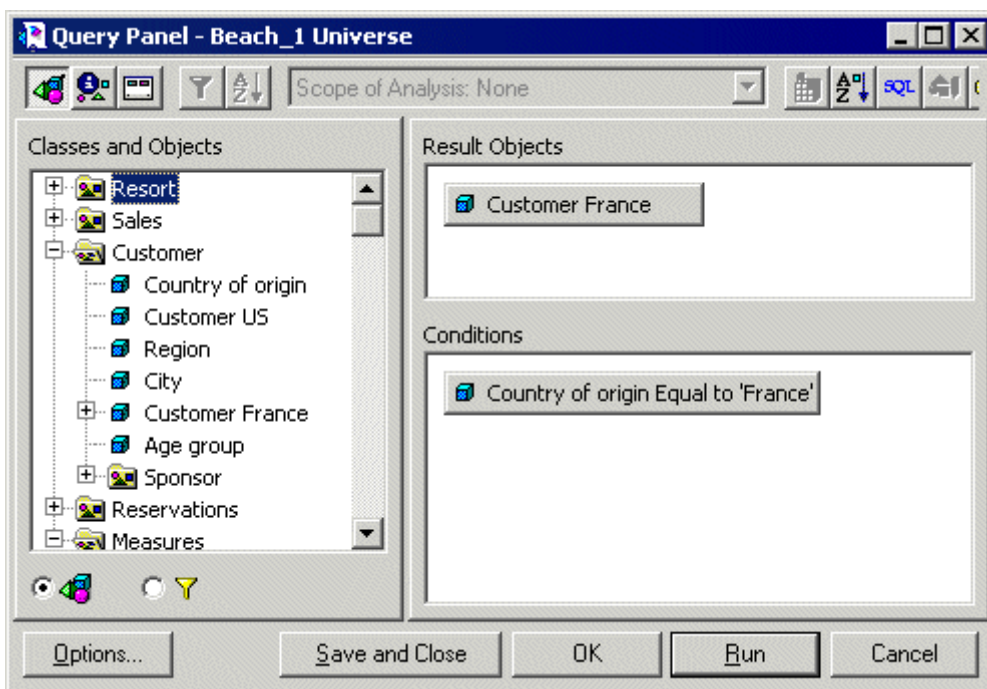 Query Panel - Beach_1 Universe
A Z
Scope of Analysis: None
A Z
SQL
Classes and Objects
Resort
Sales
Customer
Country of origin
Customer US
Region
City
Customer France
Age group
Sponsor
Reservations
Measures
Result Objects
Customer France
Conditions
Country of origin Equal to 'France'
Options...
Save and Close
OK
Run
Cancel